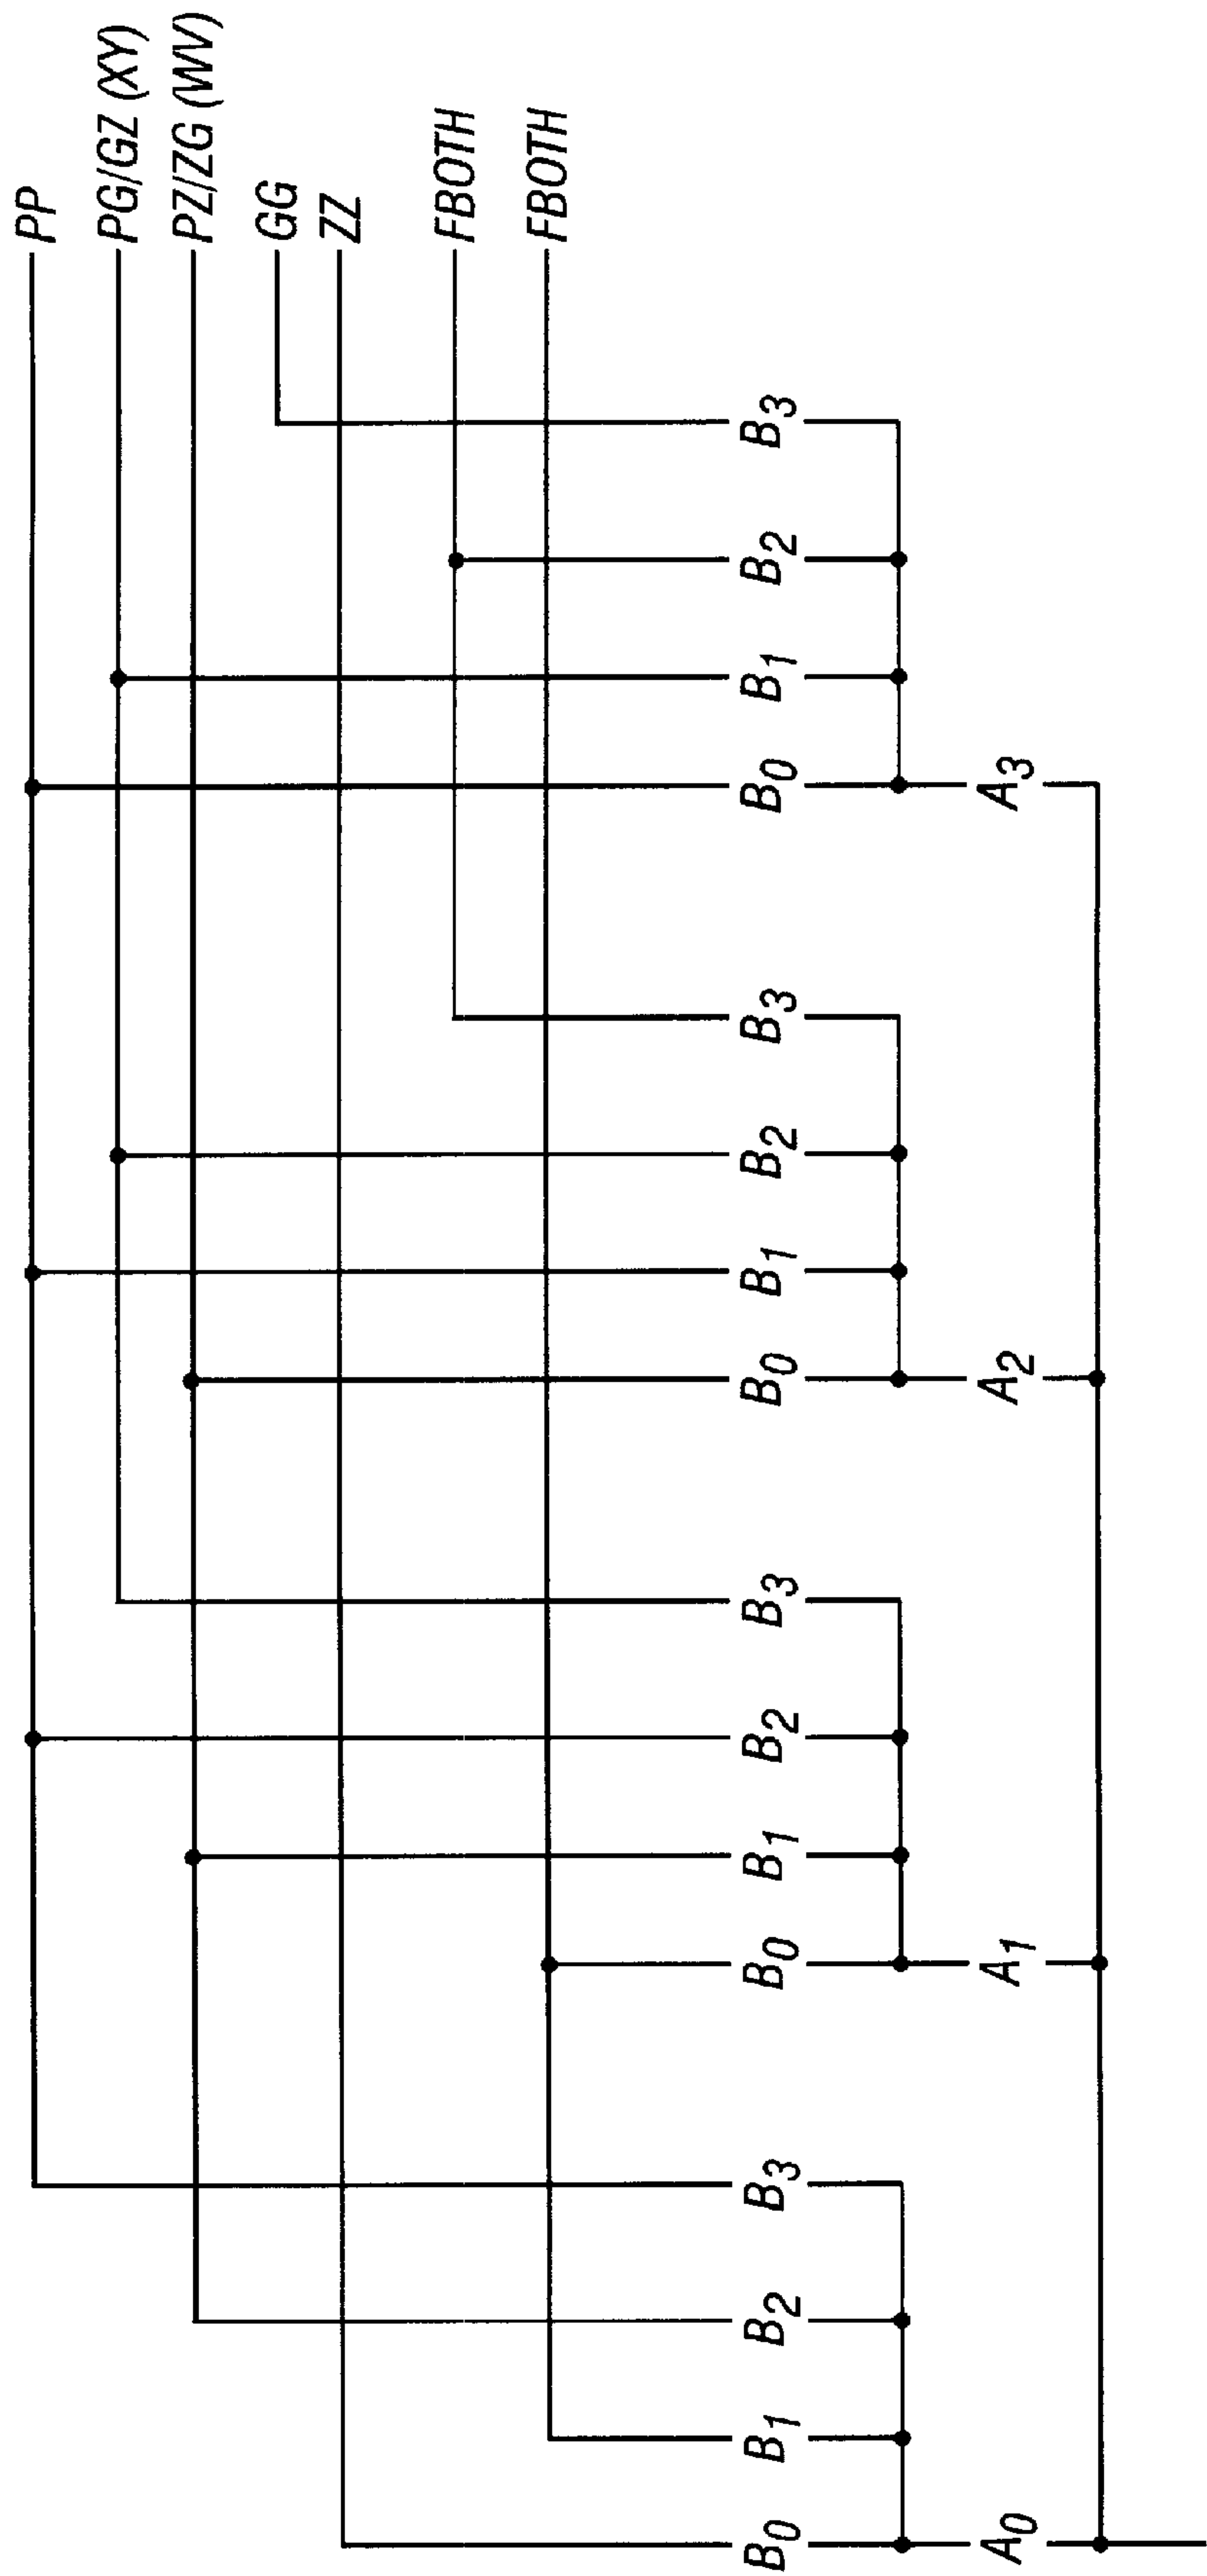 PP
PG/GZ (XY)
PZ/ZG (WV)
GG
ZZ
FBOTH
FBOTH
B0 B1 B2 B3 B0 B1 B2 B3 B0 B1 B2 B3 B0 B1 B2 B3
A0 A1 A2 A3